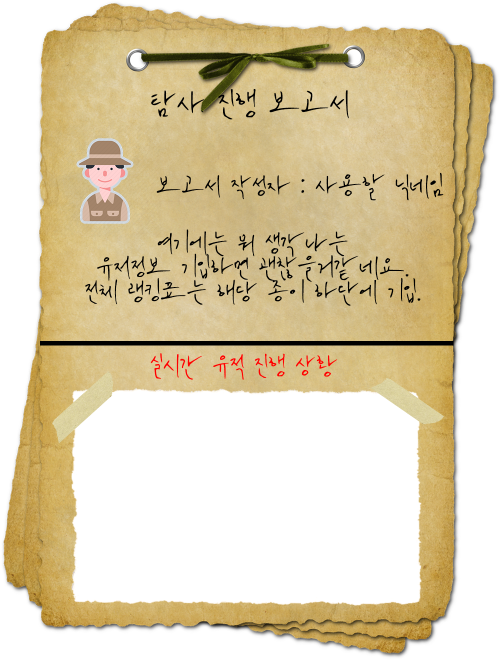 탐사 진행 보고서
보고서 작성자 : 사용할 닉네임
여기에는 뭐 생각나는
유저정보 기입하면 괜찮을거같네요.
전체 랭킹표는 해당 종이 하단에 기입.
실시간 유적 진행 상황